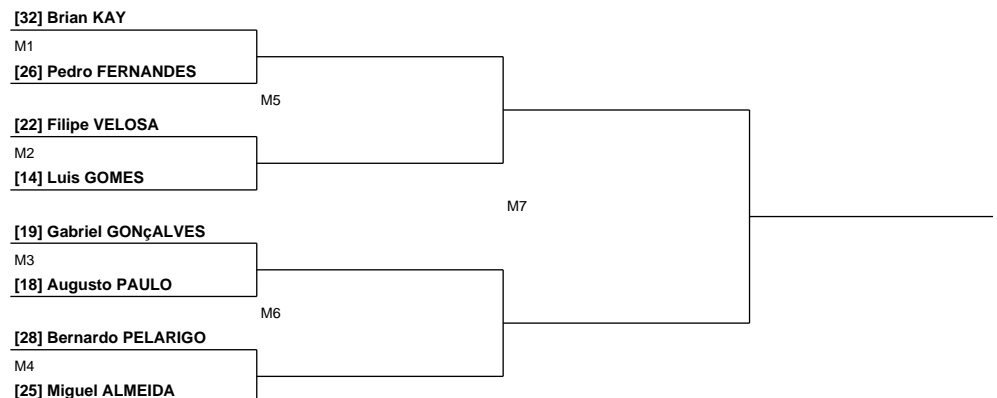 [32] Brian KAY
M1
[26] Pedro FERNANDES
M5
[22] Filipe VELOSA
M2
[14] Luis GOMES
M7
[19] Gabriel GONçALVES
M3
[18] Augusto PAULO
M6
[28] Bernardo PELARIGO
M4
[25] Miguel ALMEIDA